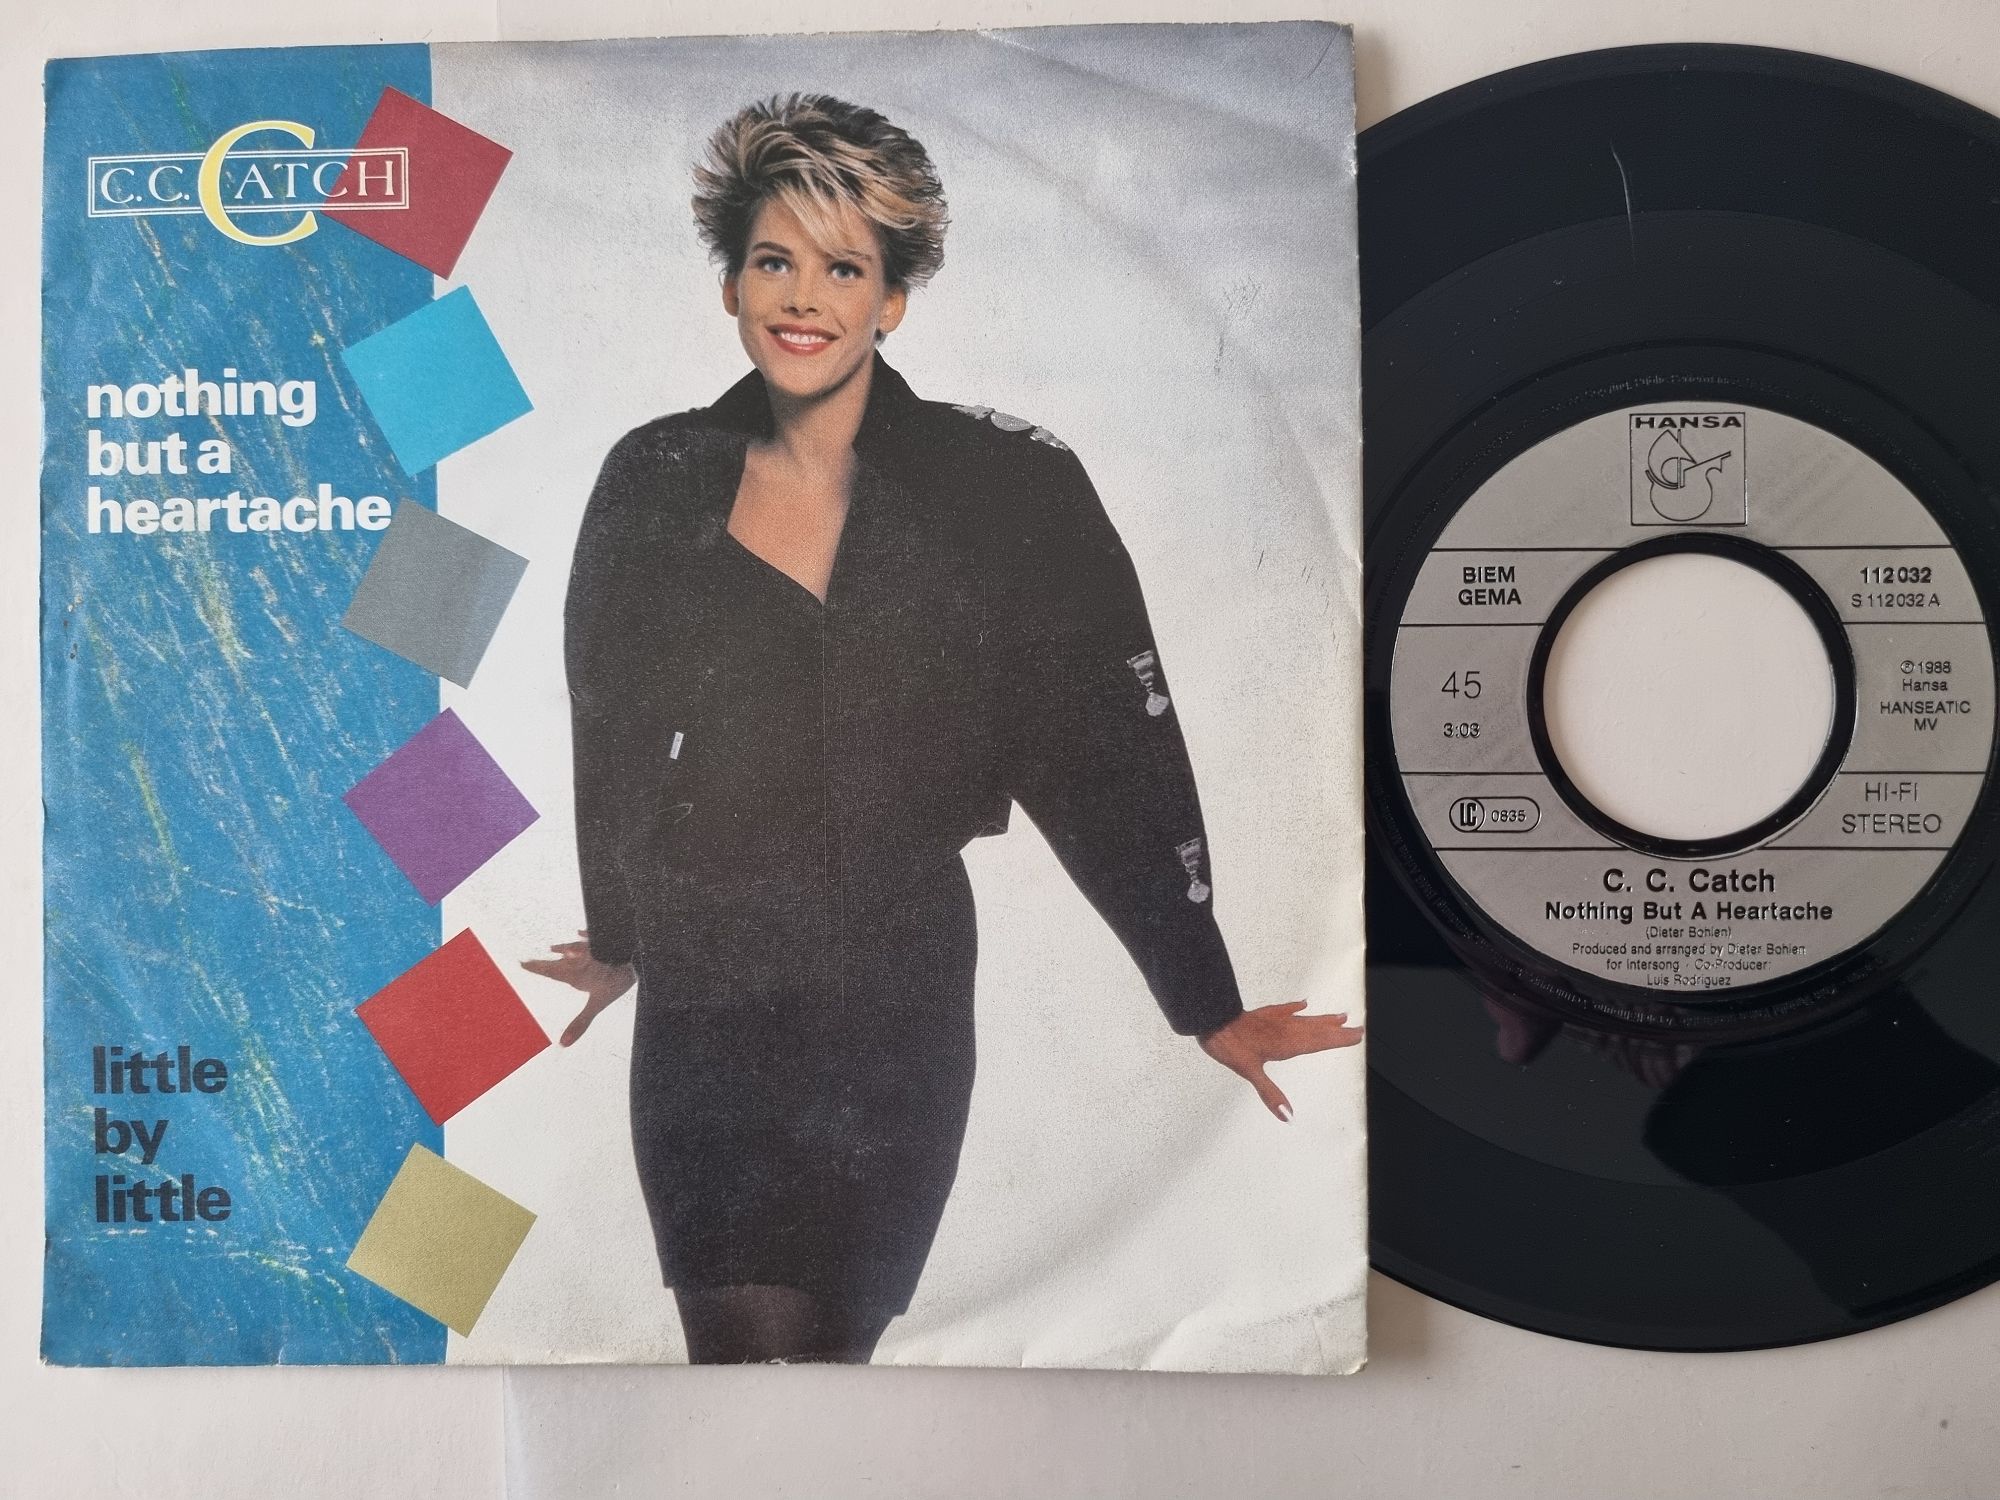 C.C. CATCH
nothing
but a
heartache
little
by
little
HANSA
BIEM
GEMA
112 032
S 112 032 A
45
3:03
℗ 1988
Hansa
HANSEATIC
MV
LC 0835
HI-FI
STEREO
C. C. Catch
Nothing But A Heartache
(Dieter Bohlen)
Produced and arranged by Dieter Bohlen
for Intersong · Co-Producer:
Luis Rodriguez